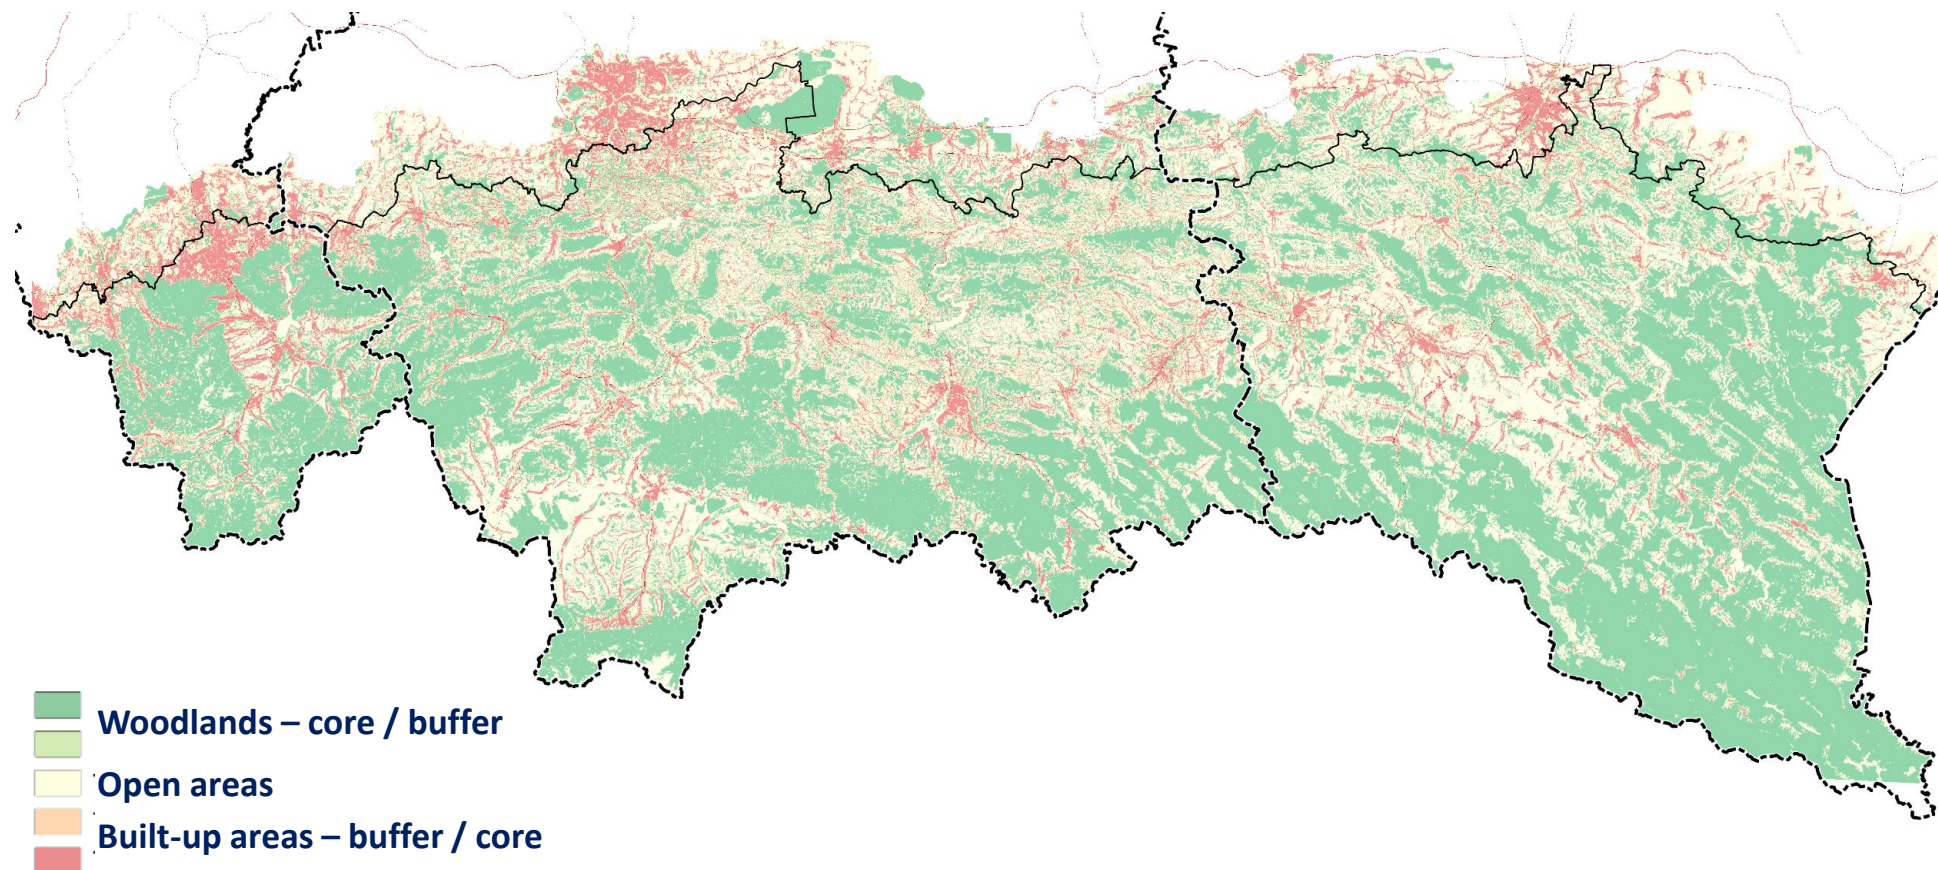 Woodlands – core / buffer
Open areas
Built-up areas – buffer / core